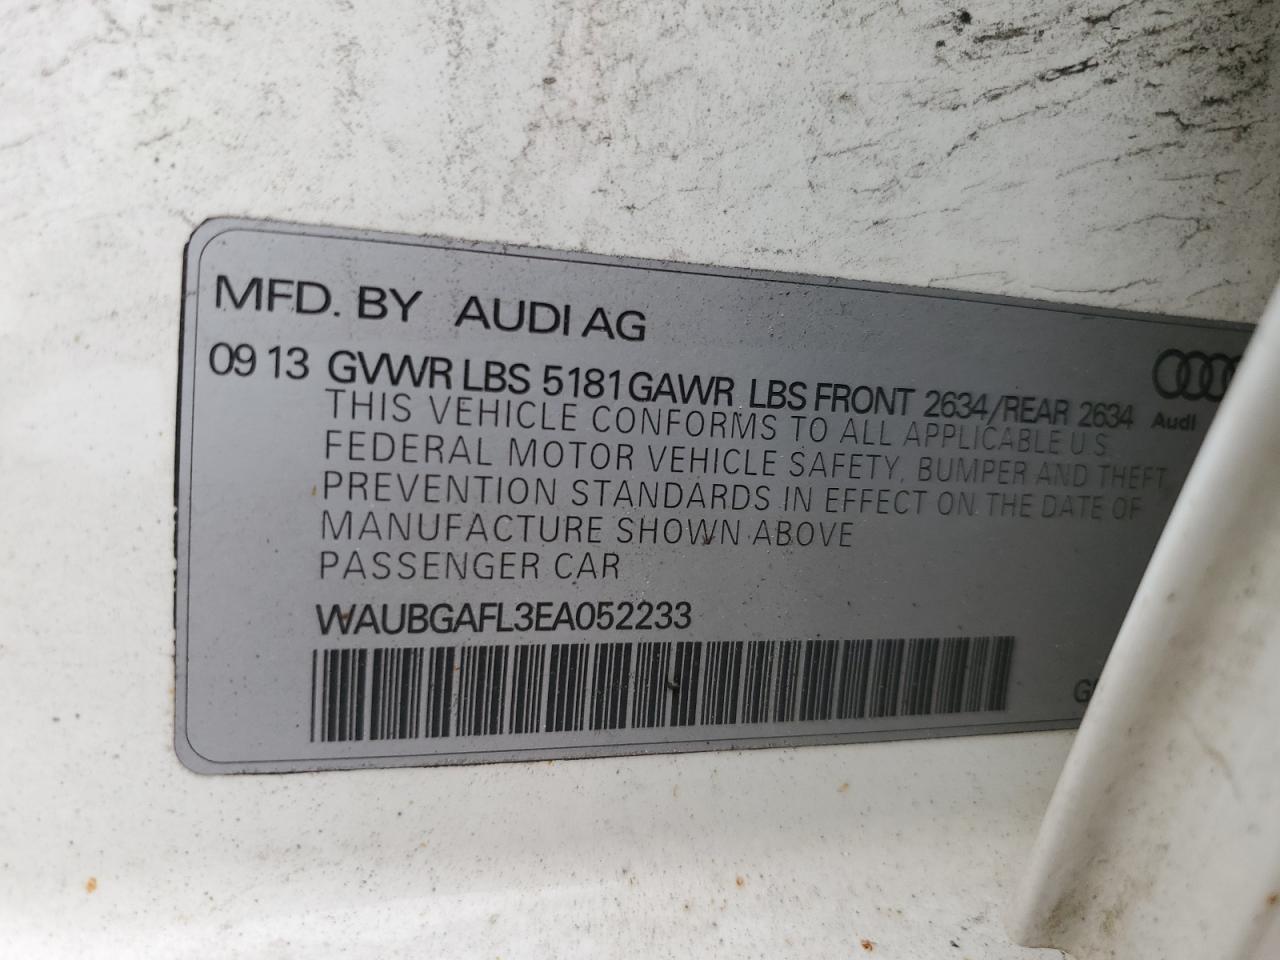 MFD. BY AUDI AG
09 13 GVWR LBS 5181 GAWR LBS FRONT 2634/REAR 2634
Audi
THIS VEHICLE CONFORMS TO ALL APPLICABLE U.S.
FEDERAL MOTOR VEHICLE SAFETY, BUMPER AND THEFT
PREVENTION STANDARDS IN EFFECT ON THE DATE OF
MANUFACTURE SHOWN ABOVE
PASSENGER CAR
WAUBGAFL3EA052233